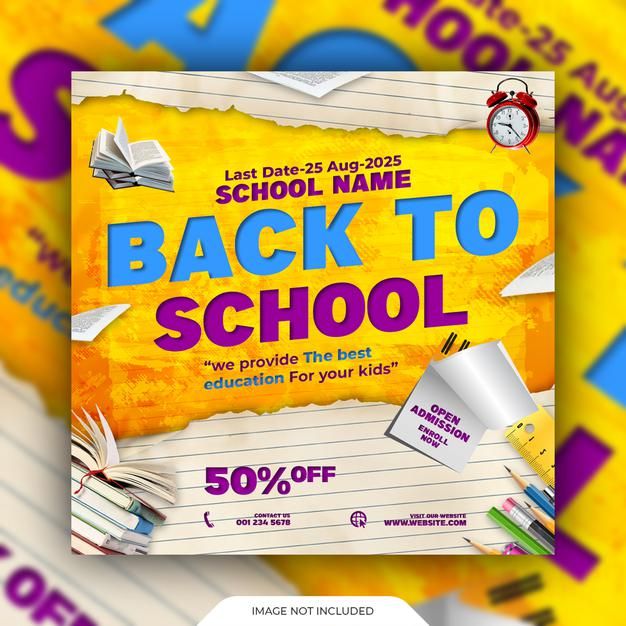 Last Date-25 Aug-2025
SCHOOL NAME
BACK TO
SCHOOL
“we provide The best
education For your kids”
OPEN
ADMISSION
ENROLL
NOW
50%OFF
CONTACT US
001 234 5678
VISIT OUR WEBSITE
WWW.WEBSITE.COM
IMAGE NOT INCLUDED